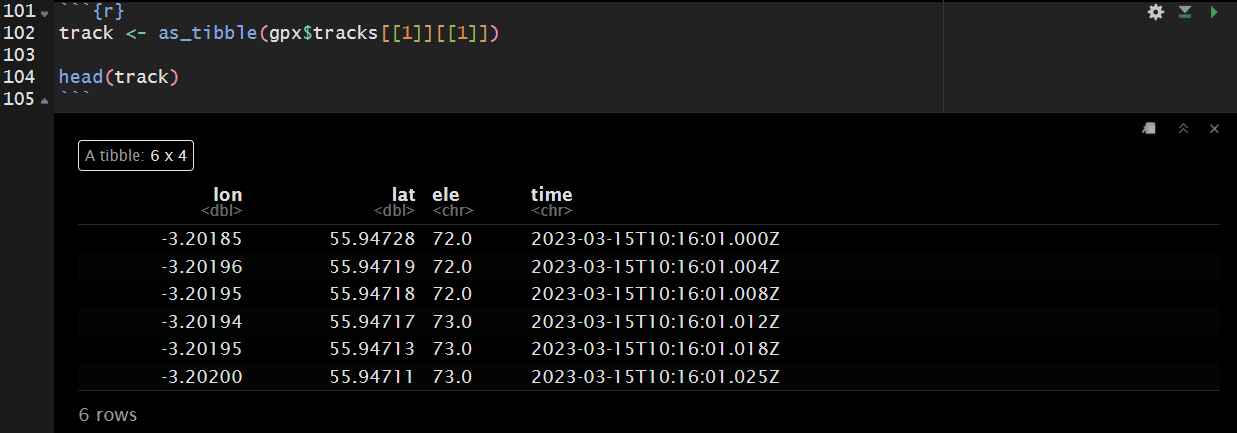 101 ```{r}
102 track <- as_tibble(gpx$tracks[[1]][[1]])
103
104 head(track)
105 ```
A tibble: 6 x 4
lon lat ele time
<dbl> <dbl> <chr> <chr>
-3.20185 55.94728 72.0 2023-03-15T10:16:01.000Z
-3.20196 55.94719 72.0 2023-03-15T10:16:01.004Z
-3.20195 55.94718 72.0 2023-03-15T10:16:01.008Z
-3.20194 55.94717 73.0 2023-03-15T10:16:01.012Z
-3.20195 55.94713 73.0 2023-03-15T10:16:01.018Z
-3.20200 55.94711 73.0 2023-03-15T10:16:01.025Z
6 rows